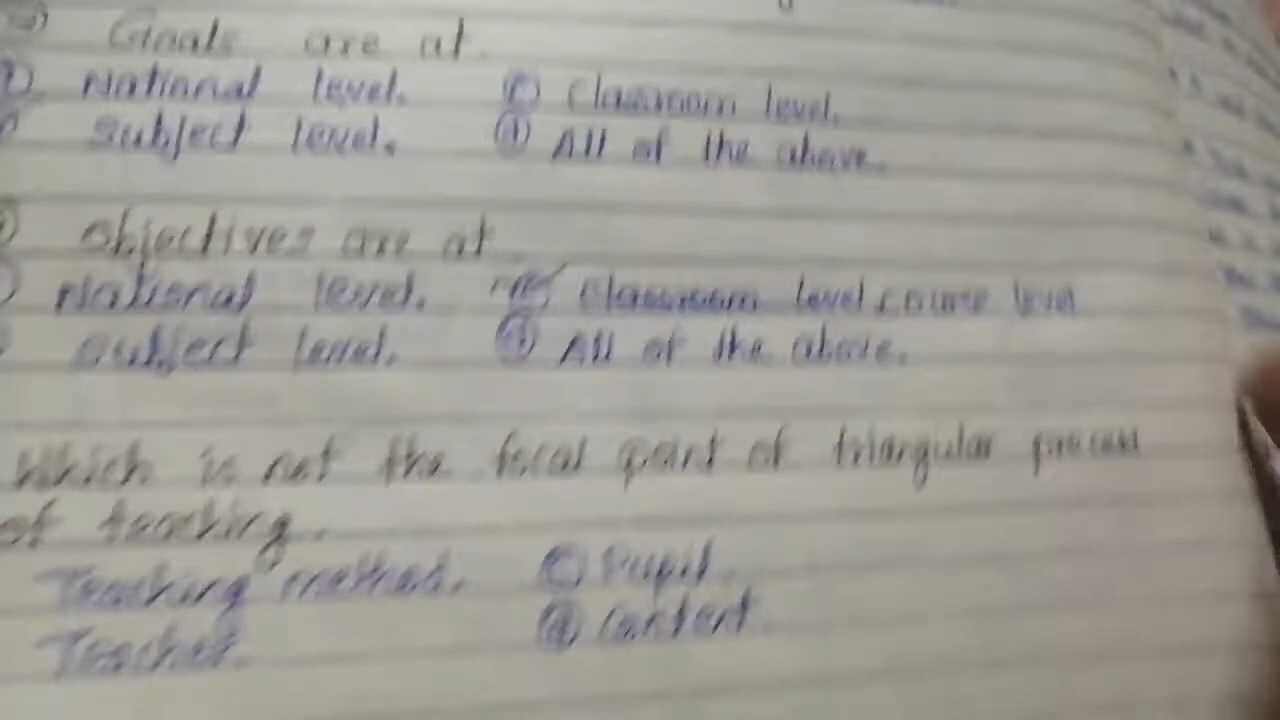 Goals are at
National level. (C) Classroom level.
Subject level. (d) All of the above.
Objectives are at
National level. Classroom level, course level
Subject level. (d) All of the above.
Which is not the focal point of triangular process
of teaching.
Teaching method. (C) Pupil.
Teacher. (d) Content.